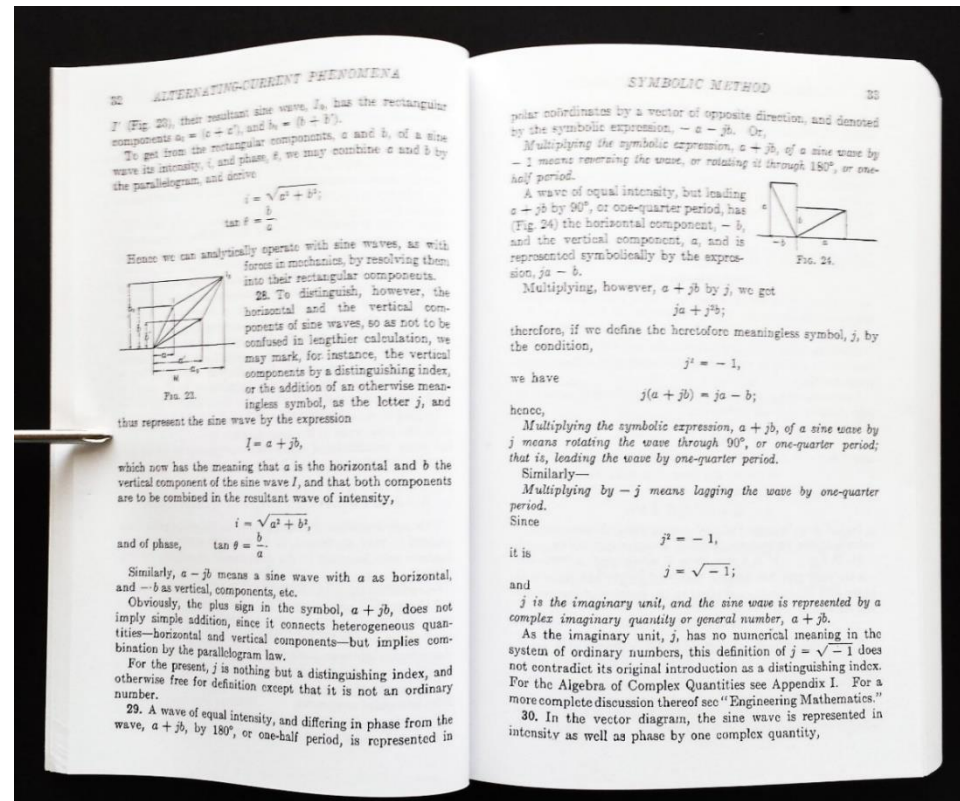 32 ALTERNATING-CURRENT PHENOMENA
I' (Fig. 23), their resultant sine wave, I₀, has the rectangular
components a₀ = (a + a'), and b₀ = (b + b').
To get from the rectangular components, a and b, of a sine
wave its intensity, i, and phase, θ, we may combine a and b by
the parallelogram, and derive
i = √a² + b²;
tan θ = b/a
Hence we can analytically operate with sine waves, as with
forces in mechanics, by resolving them
into their rectangular components.
28. To distinguish, however, the
horizontal and the vertical com-
ponents of sine waves, so as not to be
confused in lengthier calculation, we
may mark, for instance, the vertical
components by a distinguishing index,
or the addition of an otherwise mean-
ingless symbol, as the letter j, and
FIG. 23.
thus represent the sine wave by the expression
I = a + jb,
which now has the meaning that a is the horizontal and b the
vertical component of the sine wave I, and that both components
are to be combined in the resultant wave of intensity,
i = √a² + b²,
and of phase, tan θ = b/a.
Similarly, a − jb means a sine wave with a as horizontal,
and −b as vertical, components, etc.
Obviously, the plus sign in the symbol, a + jb, does not
imply simple addition, since it connects heterogeneous quan-
tities—horizontal and vertical components—but implies com-
bination by the parallelogram law.
For the present, j is nothing but a distinguishing index, and
otherwise free for definition except that it is not an ordinary
number.
29. A wave of equal intensity, and differing in phase from the
wave, a + jb, by 180°, or one-half period, is represented in
SYMBOLIC METHOD 33
polar coördinates by a vector of opposite direction, and denoted
by the symbolic expression, − a − jb. Or,
Multiplying the symbolic expression, a + jb, of a sine wave by
− 1 means reversing the wave, or rotating it through 180°, or one-
half period.
A wave of equal intensity, but leading
a + jb by 90°, or one-quarter period, has
(Fig. 24) the horizontal component, − b,
and the vertical component, a, and is
represented symbolically by the expres-
sion, ja − b.
FIG. 24.
Multiplying, however, a + jb by j, we get
ja + j²b;
therefore, if we define the heretofore meaningless symbol, j, by
the condition,
j² = − 1,
we have
j(a + jb) = ja − b;
hence,
Multiplying the symbolic expression, a + jb, of a sine wave by
j means rotating the wave through 90°, or one-quarter period;
that is, leading the wave by one-quarter period.
Similarly—
Multiplying by − j means lagging the wave by one-quarter
period.
Since
j² = − 1,
it is
j = √− 1;
and
j is the imaginary unit, and the sine wave is represented by a
complex imaginary quantity or general number, a + jb.
As the imaginary unit, j, has no numerical meaning in the
system of ordinary numbers, this definition of j = √− 1 does
not contradict its original introduction as a distinguishing index.
For the Algebra of Complex Quantities see Appendix I. For a
more complete discussion thereof see "Engineering Mathematics."
30. In the vector diagram, the sine wave is represented in
intensity as well as phase by one complex quantity,